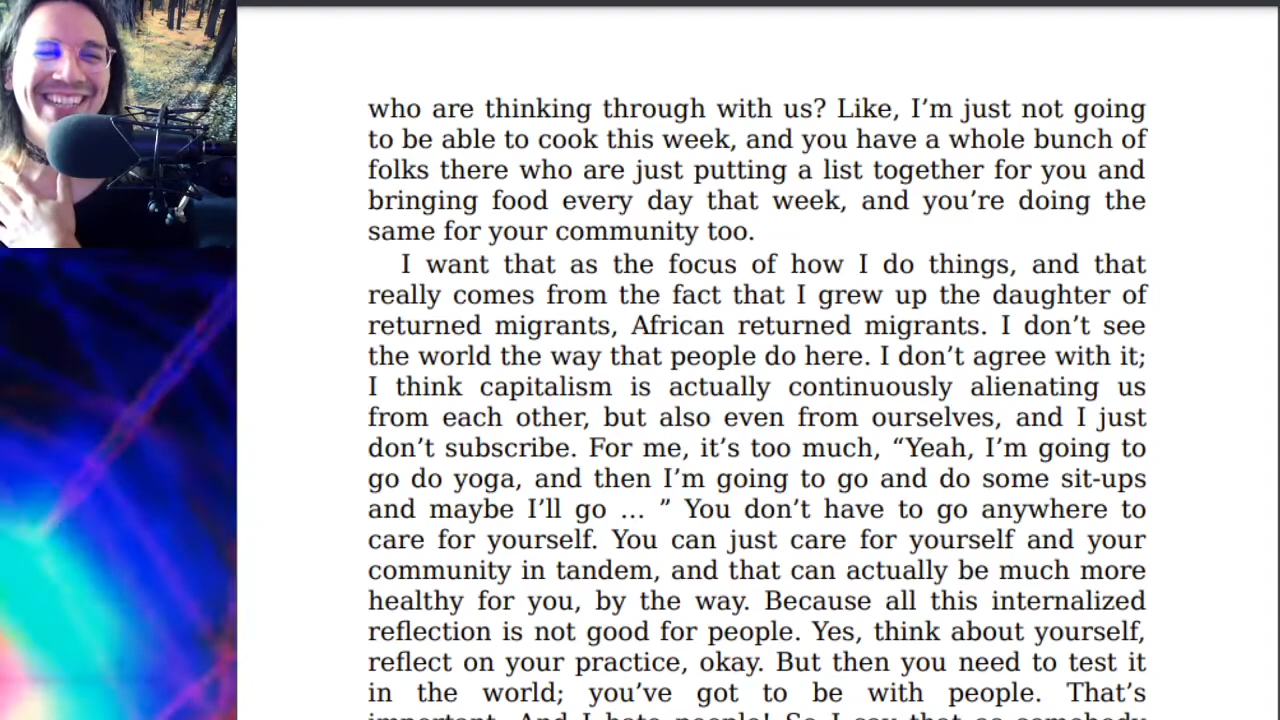 who are thinking through with us? Like, I’m just not going
to be able to cook this week, and you have a whole bunch of
folks there who are just putting a list together for you and
bringing food every day that week, and you’re doing the
same for your community too.
I want that as the focus of how I do things, and that
really comes from the fact that I grew up the daughter of
returned migrants, African returned migrants. I don’t see
the world the way that people do here. I don’t agree with it;
I think capitalism is actually continuously alienating us
from each other, but also even from ourselves, and I just
don’t subscribe. For me, it’s too much, “Yeah, I’m going to
go do yoga, and then I’m going to go and do some sit-ups
and maybe I’ll go ... ” You don’t have to go anywhere to
care for yourself. You can just care for yourself and your
community in tandem, and that can actually be much more
healthy for you, by the way. Because all this internalized
reflection is not good for people. Yes, think about yourself,
reflect on your practice, okay. But then you need to test it
in the world; you’ve got to be with people. That’s
important. And I hate people! So I say that as somebody